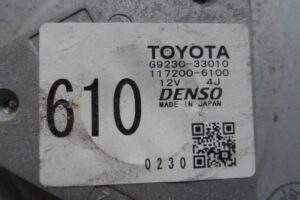 TOYOTA
G9230-33010
117200-6100
12V 4J
DENSO
MADE IN JAPAN
610
0230